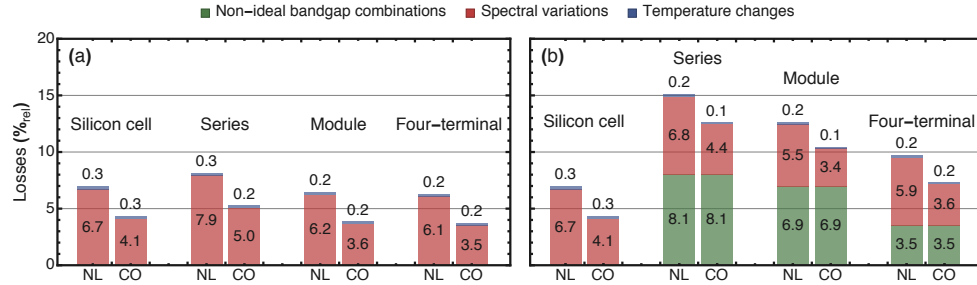 Non-ideal bandgap combinations Spectral variations Temperature changes
Losses (%rel)
20
15
10
5
0
(a)
Silicon cell Series Module Four-terminal
0.3 0.3 0.3 0.2 0.2 0.2 0.2 0.2
6.7 4.1 7.9 5.0 6.2 3.6 6.1 3.5
NL CO NL CO NL CO NL CO
(b)
Silicon cell Series Module Four-terminal
0.3 0.3 0.2 0.1 0.2 0.1 0.2 0.2
6.7 4.1 6.8 4.4 5.5 3.4 5.9 3.6
8.1 8.1 6.9 6.9 3.5 3.5
NL CO NL CO NL CO NL CO